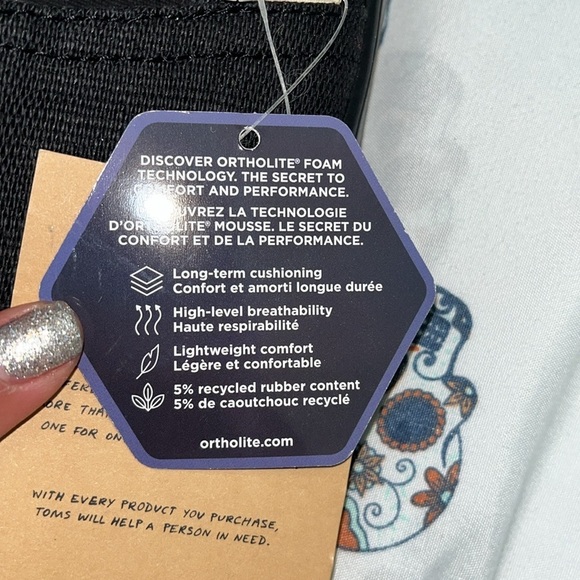 DISCOVER ORTHOLITE® FOAM
TECHNOLOGY. THE SECRET TO
COMFORT AND PERFORMANCE.
LA TECHNOLOGIE
D'ORTHOLITE® MOUSSE. LE SECRET DU
CONFORT ET DE LA PERFORMANCE.
Long-term cushioning
Confort et amorti longue durée
High-level breathability
Haute respirabilité
Lightweight comfort
Légère et confortable
5% recycled rubber content
5% de caoutchouc recyclé
ortholite.com
ONE FOR
WITH EVERY PRODUCT YOU PURCHASE,
TOMS WILL HELP A PERSON IN NEED.